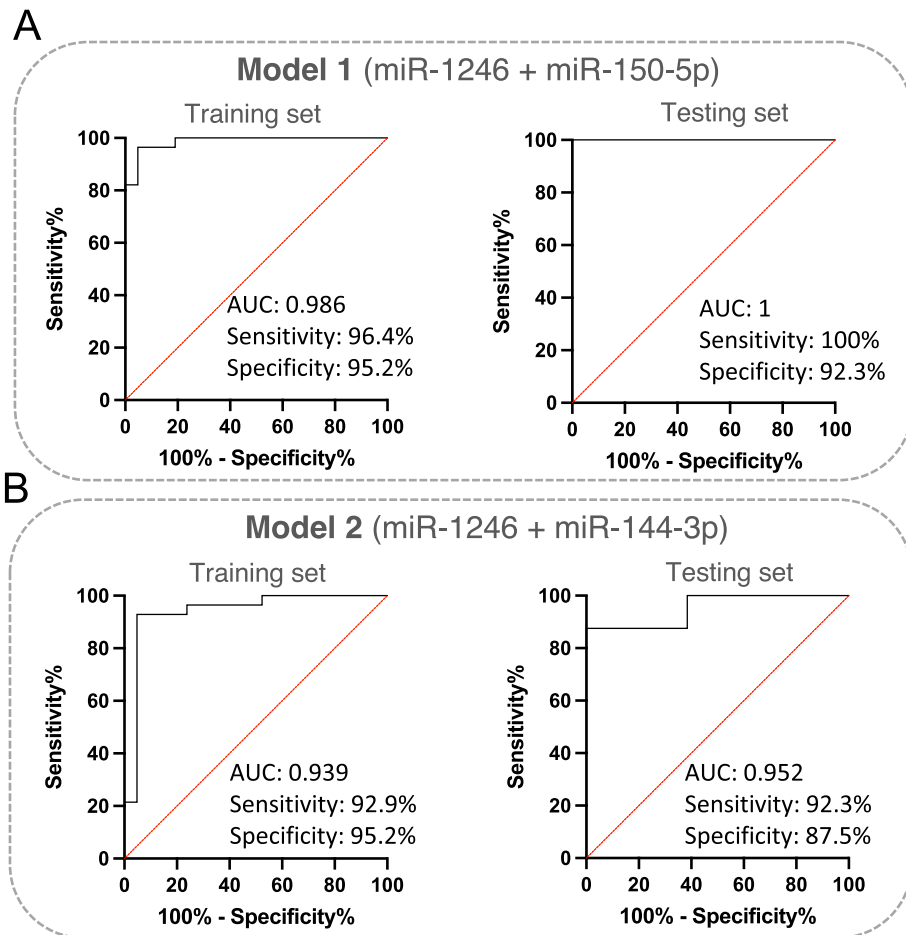 A
Model 1 (miR-1246 + miR-150-5p)
Training set
100
80
60
40
20
0
Sensitivity%
AUC: 0.986
Sensitivity: 96.4%
Specificity: 95.2%
0 20 40 60 80 100
100% - Specificity%
Testing set
100
80
60
40
20
0
Sensitivity%
AUC: 1
Sensitivity: 100%
Specificity: 92.3%
0 20 40 60 80 100
100% - Specificity%
B
Model 2 (miR-1246 + miR-144-3p)
Training set
100
80
60
40
20
0
Sensitivity%
AUC: 0.939
Sensitivity: 92.9%
Specificity: 95.2%
0 20 40 60 80 100
100% - Specificity%
Testing set
100
80
60
40
20
0
Sensitivity%
AUC: 0.952
Sensitivity: 92.3%
Specificity: 87.5%
0 20 40 60 80 100
100% - Specificity%